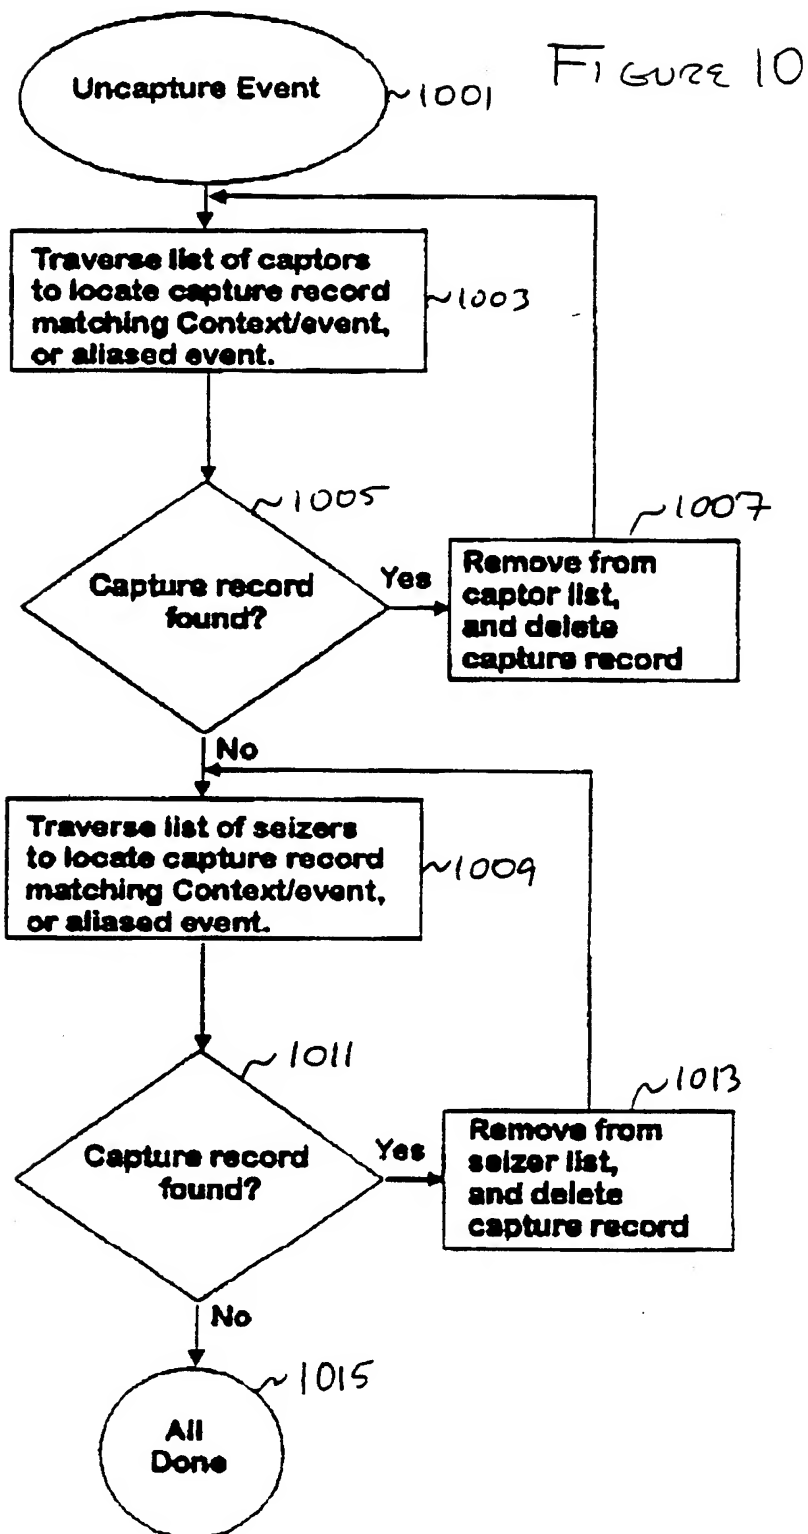 FIGURE 10
Uncapture Event
1001
Traverse list of captors
to locate capture record
matching Context/event,
or aliased event.
1003
1005
Capture record
found?
Yes
1007
Remove from
captor list,
and delete
capture record
No
Traverse list of seizers
to locate capture record
matching Context/event,
or aliased event.
1009
1011
Capture record
found?
Yes
1013
Remove from
seizer list,
and delete
capture record
No
1015
All
Done